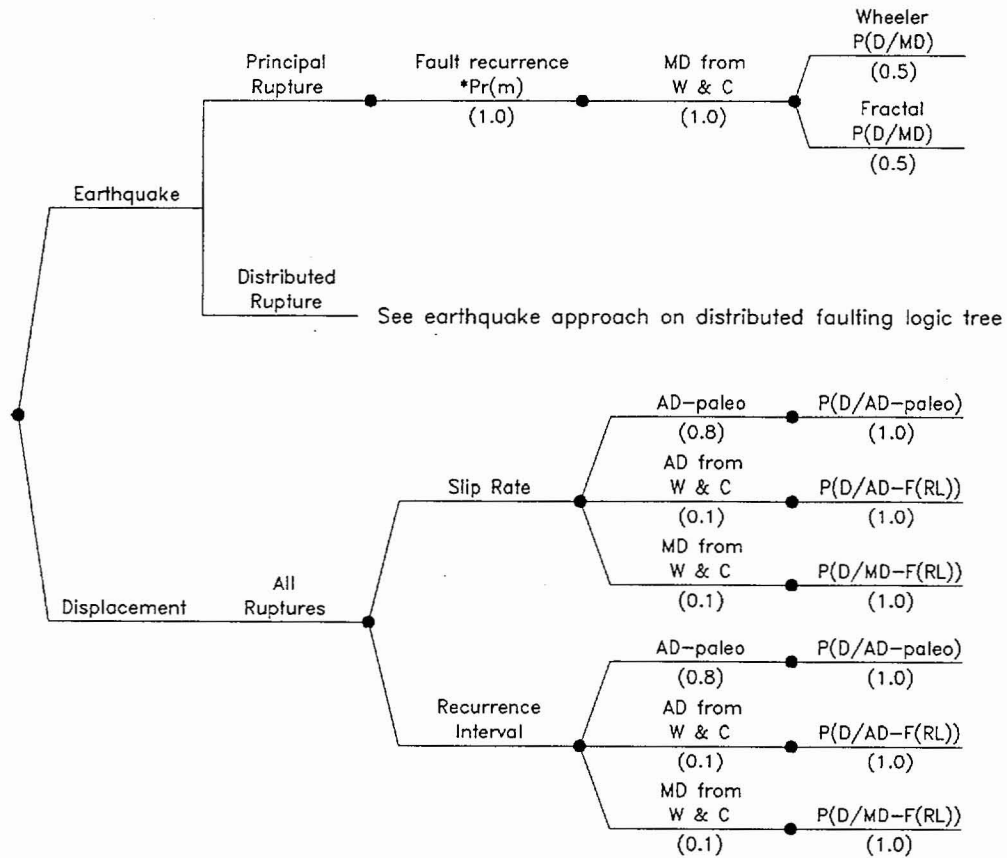 Wheeler
P(D/MD)
(0.5)
Principal
Rupture
Fault recurrence
*Pr(m)
(1.0)
MD from
W & C
(1.0)
Fractal
P(D/MD)
(0.5)
Earthquake
Distributed
Rupture
See earthquake approach on distributed faulting logic tree
AD-paleo
(0.8)
P(D/AD-paleo)
(1.0)
Slip Rate
AD from
W & C
(0.1)
P(D/AD-F(RL))
(1.0)
MD from
W & C
(0.1)
P(D/MD-F(RL))
(1.0)
Displacement
All
Ruptures
AD-paleo
(0.8)
P(D/AD-paleo)
(1.0)
Recurrence
Interval
AD from
W & C
(0.1)
P(D/AD-F(RL))
(1.0)
MD from
W & C
(0.1)
P(D/MD-F(RL))
(1.0)